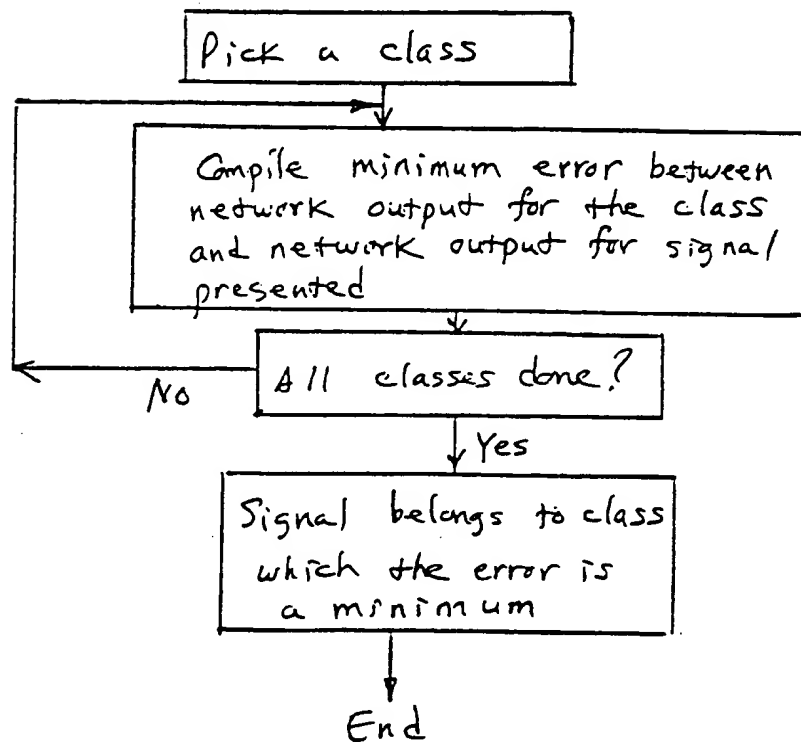 Pick a class
Compile minimum error between
network output for the class
and network output for signal
presented
All classes done?
No
Yes
Signal belongs to class
which the error is
a minimum
End